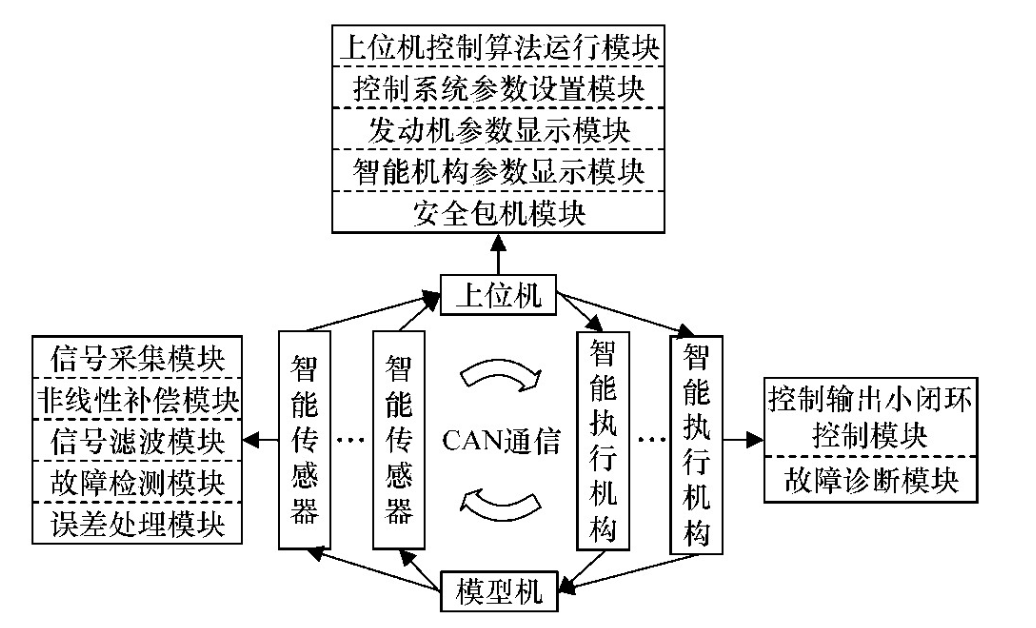 上位机控制算法运行模块
控制系统参数设置模块
发动机参数显示模块
智能机构参数显示模块
安全包机模块
上位机
信号采集模块
非线性补偿模块
信号滤波模块
故障检测模块
误差处理模块
智能传感器
…
智能传感器
CAN通信
智能执行机构
…
智能执行机构
控制输出小闭环
控制模块
故障诊断模块
模型机